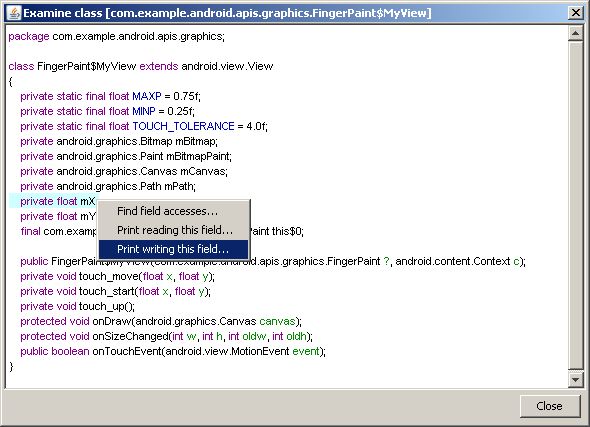 Examine class [com.example.android.apis.graphics.FingerPaint$MyView]
package com.example.android.apis.graphics;
class FingerPaint$MyView extends android.view.View
{
private static final float MAXP = 0.75f;
private static final float MINP = 0.25f;
private static final float TOUCH_TOLERANCE = 4.0f;
private android.graphics.Bitmap mBitmap;
private android.graphics.Paint mBitmapPaint;
private android.graphics.Canvas mCanvas;
private android.graphics.Path mPath;
private float mX
Find field accesses...
private float mY
Print reading this field...
final com.exam Paint this$0;
Print writing this field...
public FingerPaint$MyView(com.example.android.apis.graphics.FingerPaint ?, android.content.Context c);
private void touch_move(float x, float y);
private void touch_start(float x, float y);
private void touch_up();
protected void onDraw(android.graphics.Canvas canvas);
protected void onSizeChanged(int w, int h, int oldw, int oldh);
public boolean onTouchEvent(android.view.MotionEvent event);
}
Close